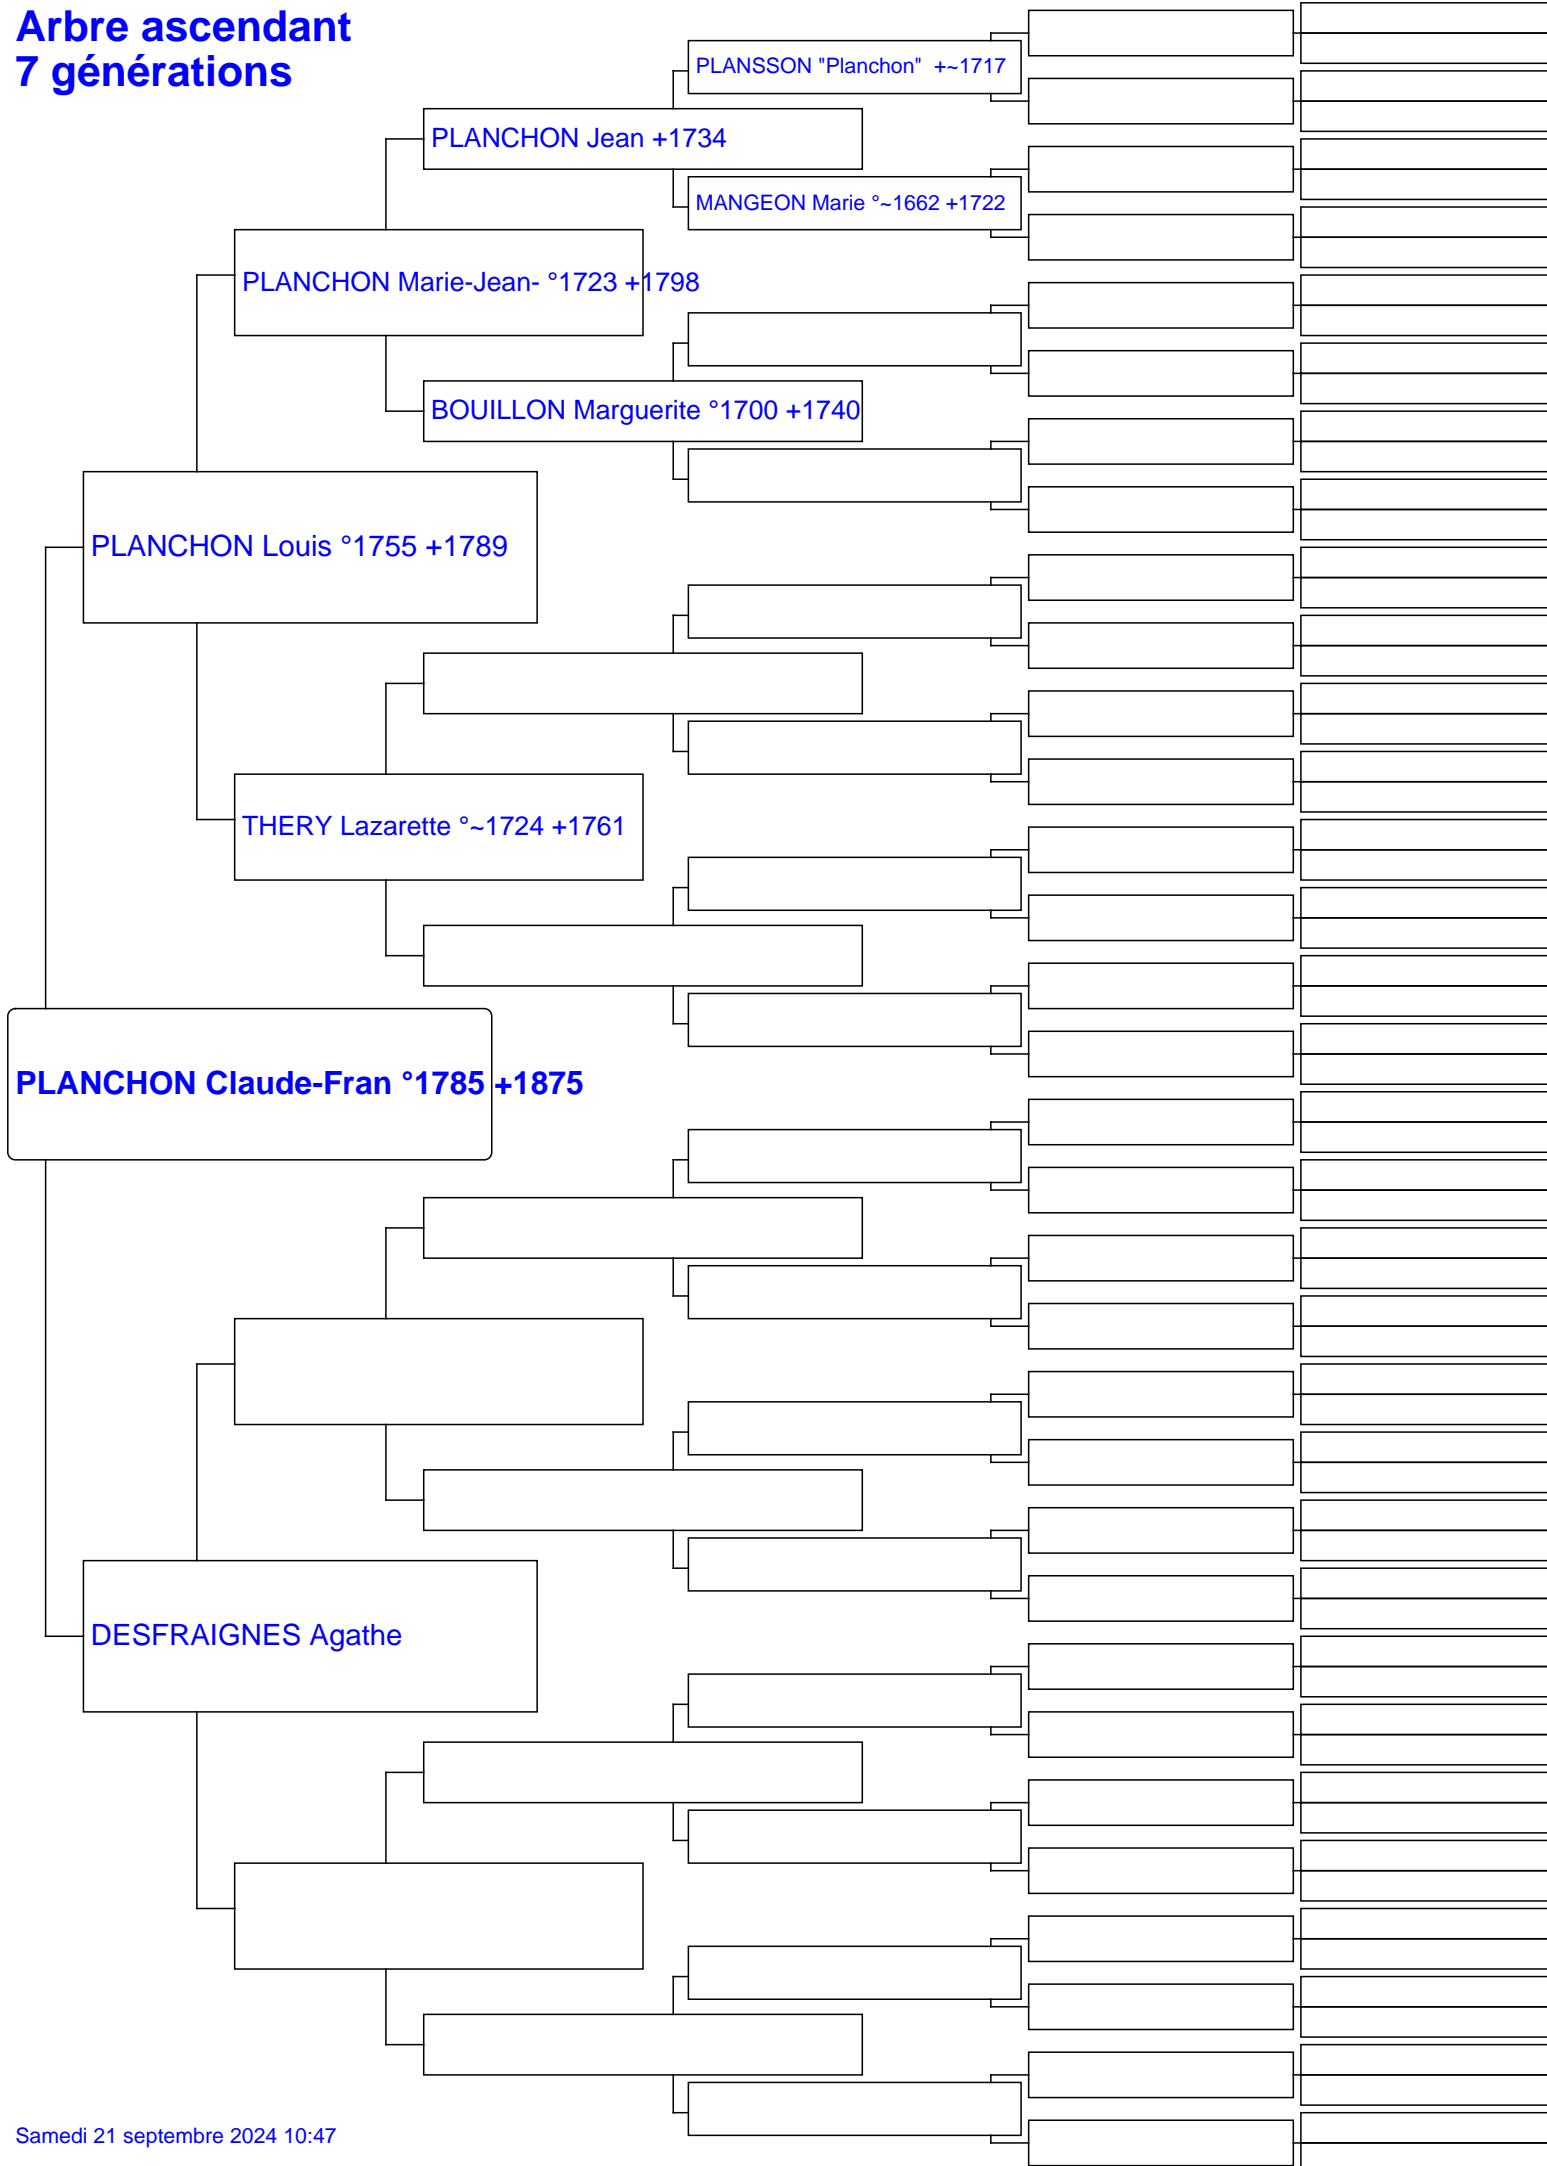 Arbre ascendant
7 générations
PLANSSON "Planchon"  +~1717
PLANCHON Jean +1734
MANGEON Marie °~1662 +1722
PLANCHON Marie-Jean- °1723 +1798
BOUILLON Marguerite °1700 +1740
PLANCHON Louis °1755 +1789
THERY Lazarette °~1724 +1761
PLANCHON Claude-Fran °1785 +1875
DESFRAIGNES Agathe
Samedi 21 septembre 2024 10:47